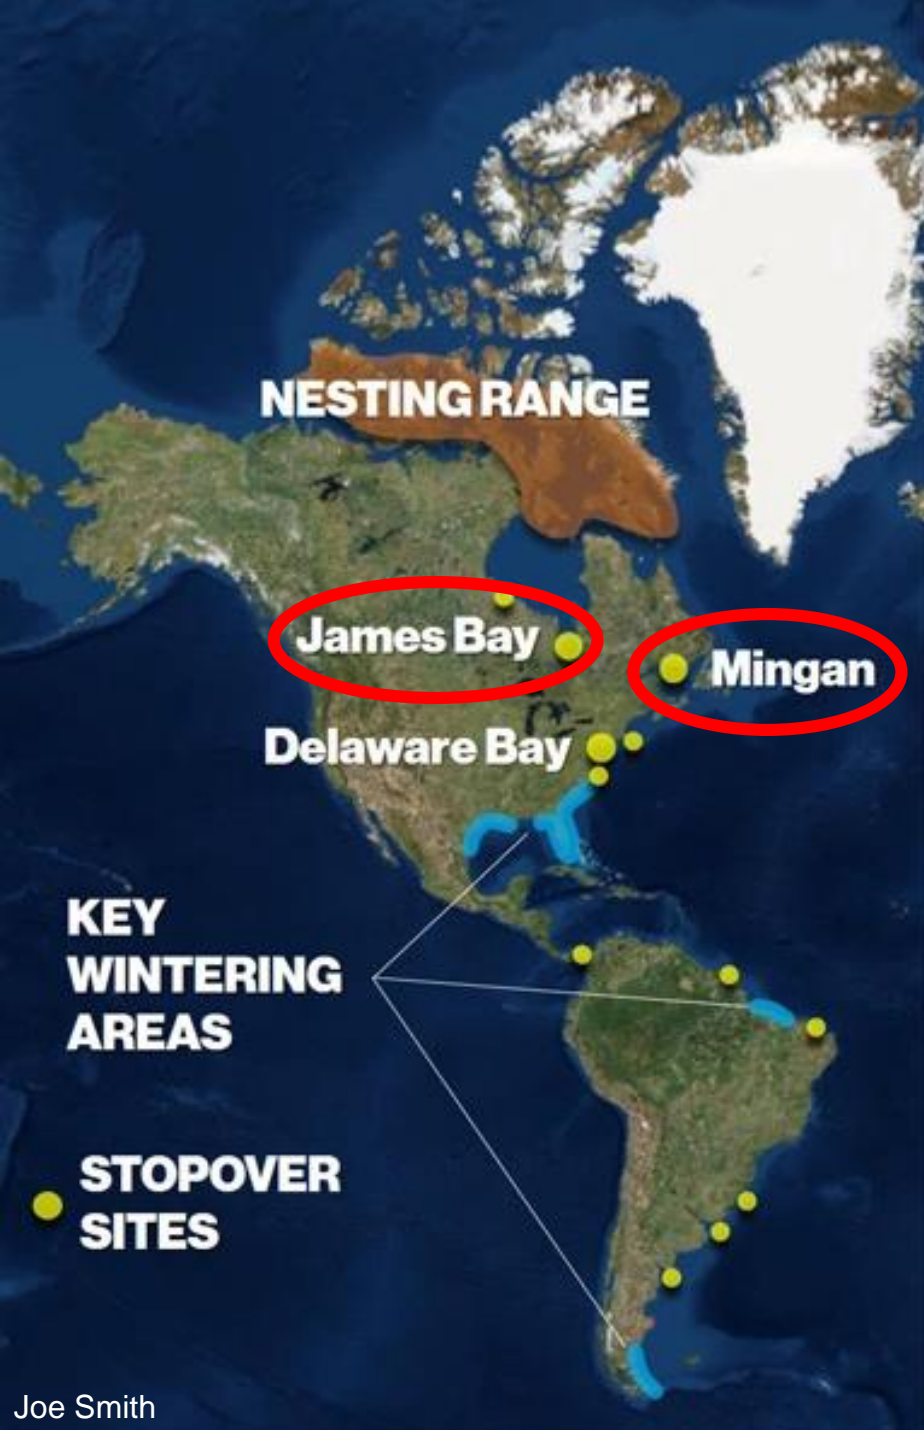 NESTING RANGE
James Bay
Mingan
Delaware Bay
KEY
WINTERING
AREAS
STOPOVER
SITES
Joe Smith